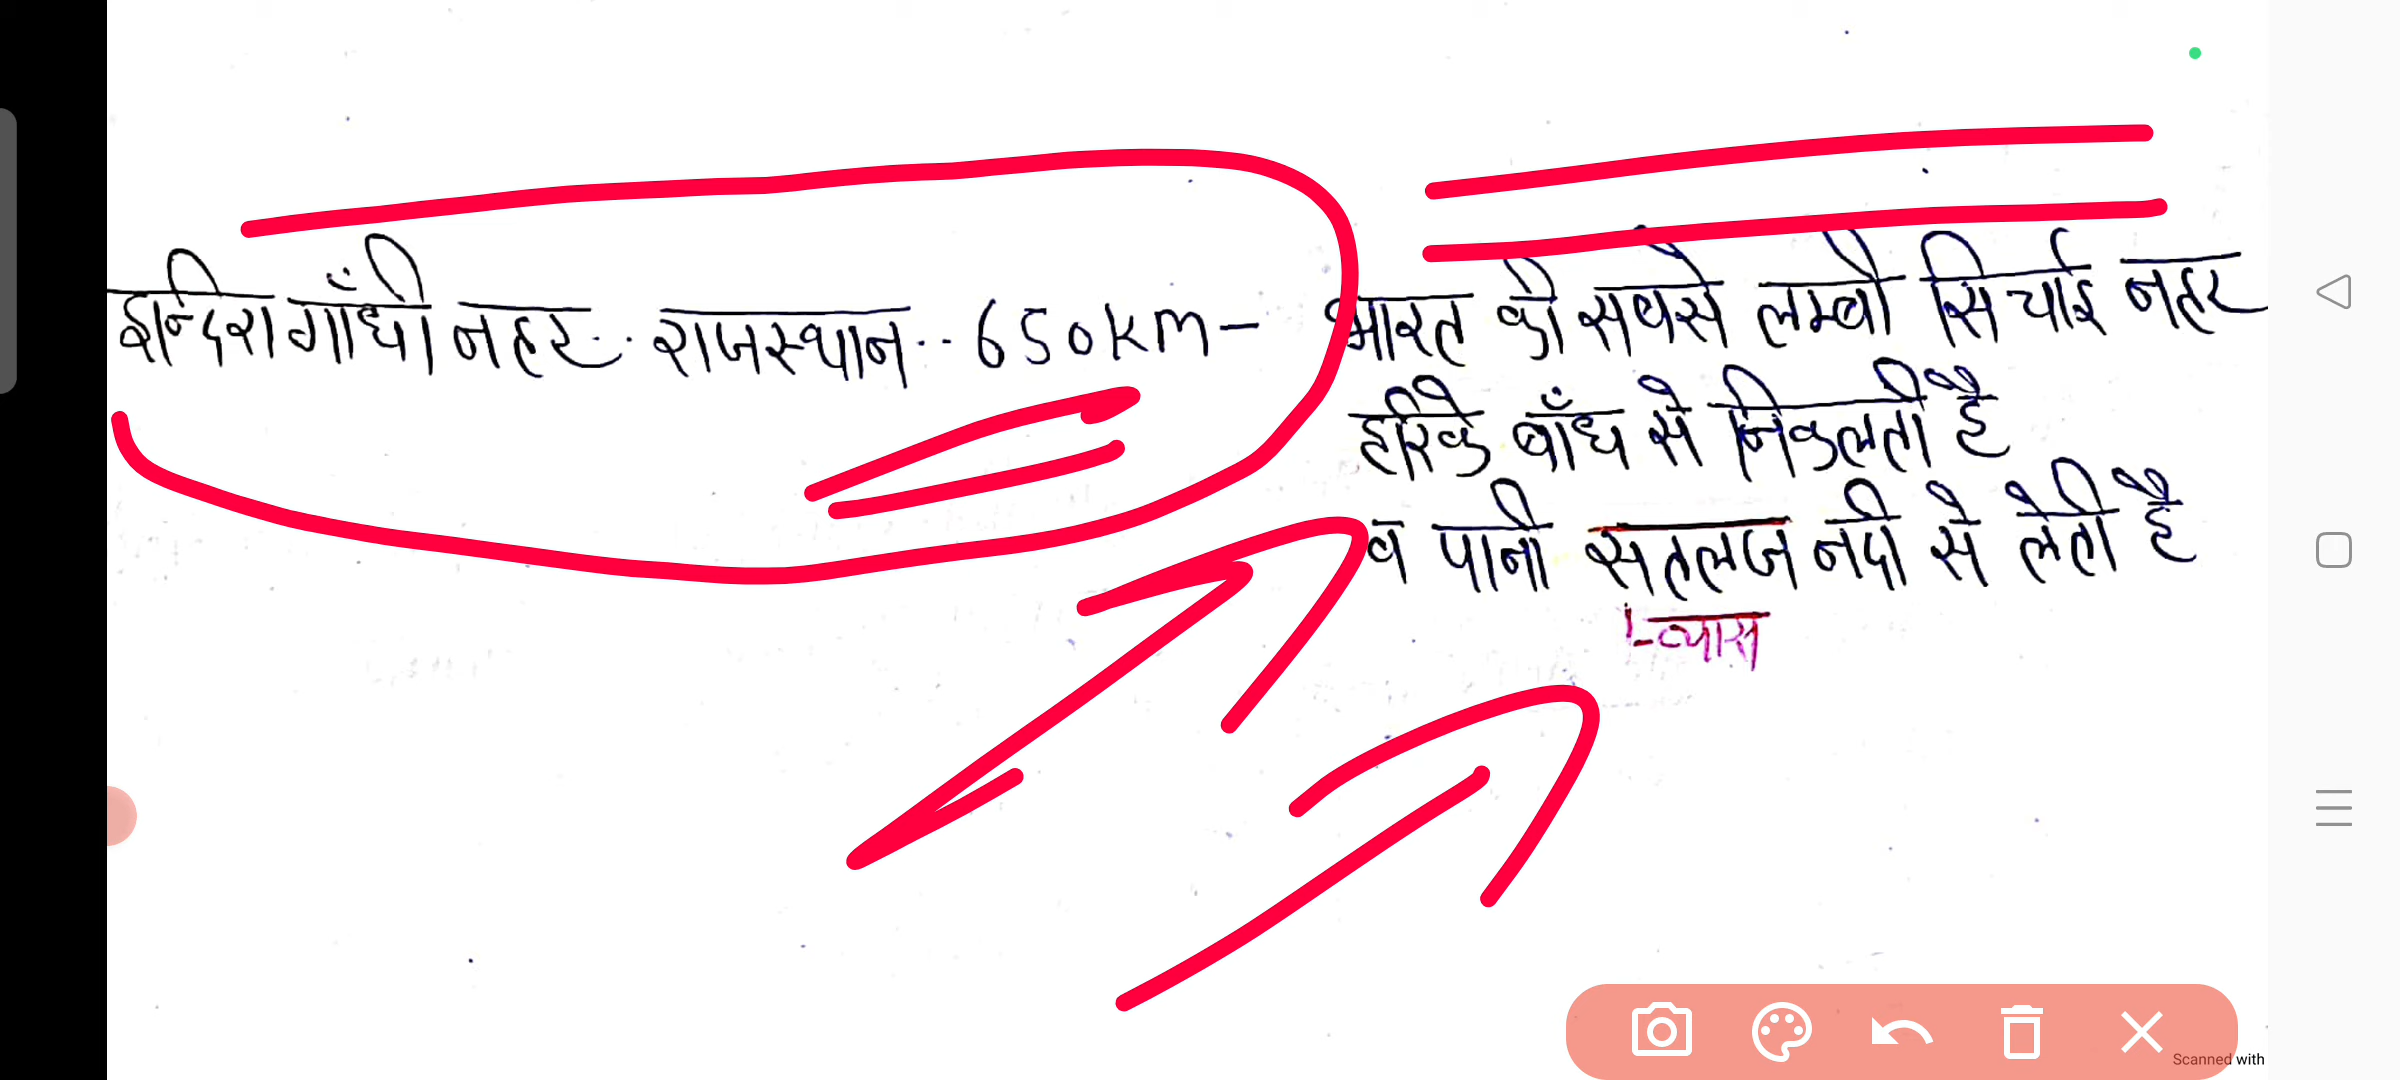 इन्दिरा गाँधी नहर.. राजस्थान.. 650km- भारत की सबसे लम्बी सिचाई नहर
हरिके बाँध से निकलती है
व पानी सतलज नदी से लेती है
व्यास
Scanned with